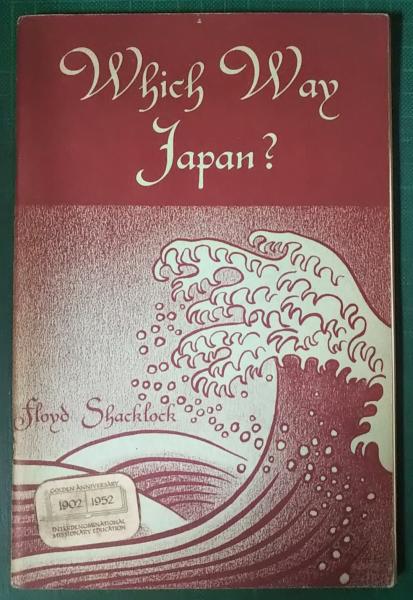 Which Way
Japan?
Floyd Shacklock
GOLDEN ANNIVERSARY
1902 1952
INTERDENOMINATIONAL
MISSIONARY EDUCATION